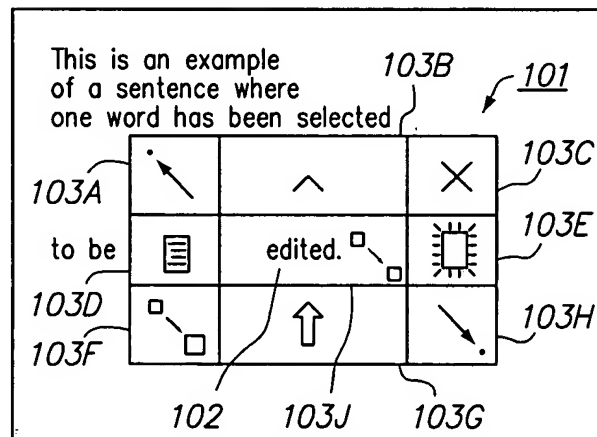 This is an example
of a sentence where
one word has been selected
103B
101
103A
103C
to be
edited.
103E
103D
103F
103H
102
103J
103G